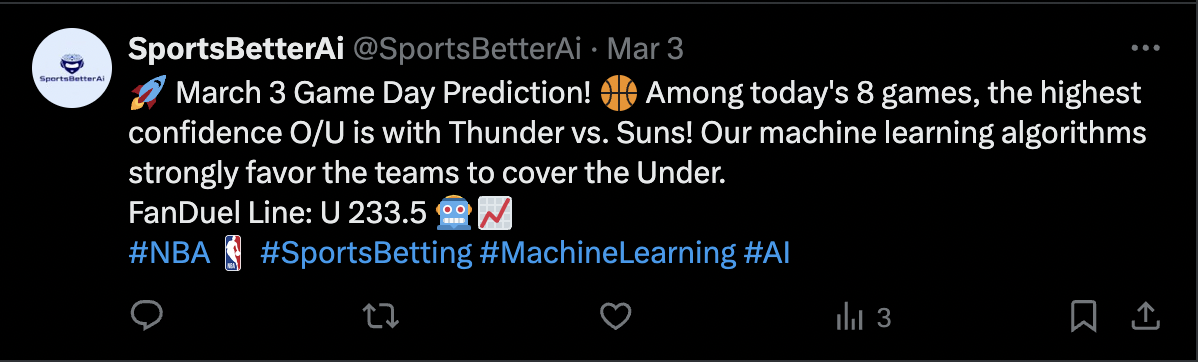 SportsBetterAi @SportsBetterAi · Mar 3
SportsBetterAi
🚀 March 3 Game Day Prediction! 🏀 Among today's 8 games, the highest
confidence O/U is with Thunder vs. Suns! Our machine learning algorithms
strongly favor the teams to cover the Under.
FanDuel Line: U 233.5 🤖📈
#NBA #SportsBetting #MachineLearning #AI
3